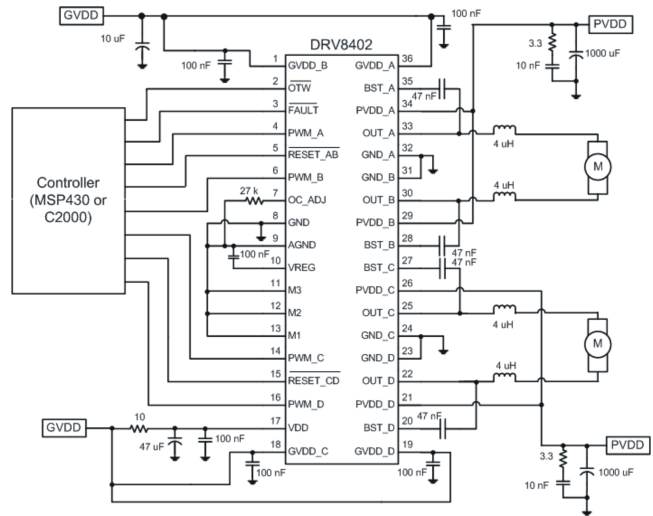 GVDD
10 uF
100 nF
100 nF
PVDD
3.3
10 nF
1000 uF
DRV8402
1 GVDD_B GVDD_A 36
2 OTW BST_A 35
47 nF
3 FAULT PVDD_A 34
4 PWM_A OUT_A 33
4 uH
M
5 RESET_AB GND_A 32
6 PWM_B GND_B 31
4 uH
27 k
7 OC_ADJ OUT_B 30
8 GND PVDD_B 29
9 AGND BST_B 28
47 nF
100 nF
47 nF
10 VREG BST_C 27
11 M3 PVDD_C 26
12 M2 OUT_C 25
4 uH
M
13 M1 GND_C 24
14 PWM_C GND_D 23
4 uH
15 RESET_CD OUT_D 22
16 PWM_D PVDD_D 21
47 nF
17 VDD BST_D 20
18 GVDD_C GVDD_D 19
Controller
(MSP430 or
C2000)
GVDD
10
47 uF
100 nF
100 nF
100 nF
PVDD
3.3
10 nF
1000 uF